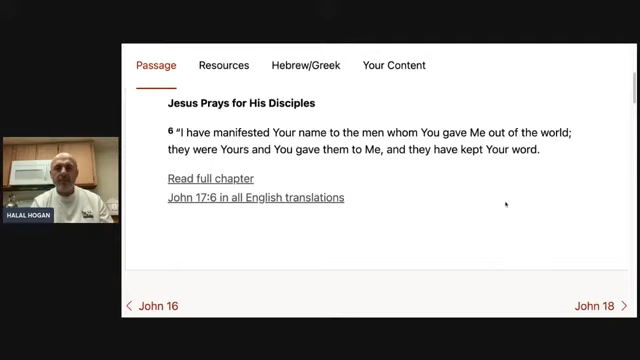 Passage Resources Hebrew/Greek Your Content
Jesus Prays for His Disciples
6 “I have manifested Your name to the men whom You gave Me out of the world;
they were Yours and You gave them to Me, and they have kept Your word.
Read full chapter
John 17:6 in all English translations
HALAL HOGAN
< John 16 John 18 >